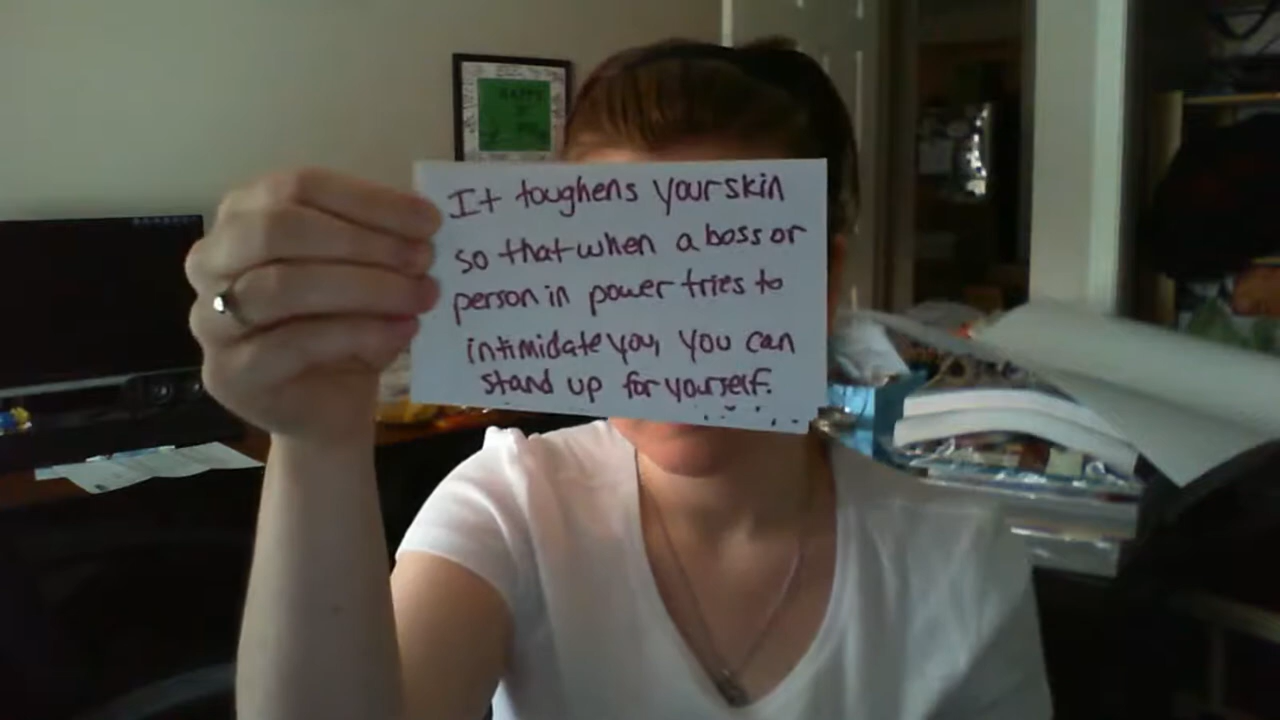 It toughens your skin
so that when a boss or
person in power tries to
intimidate you, you can
stand up for yourself.